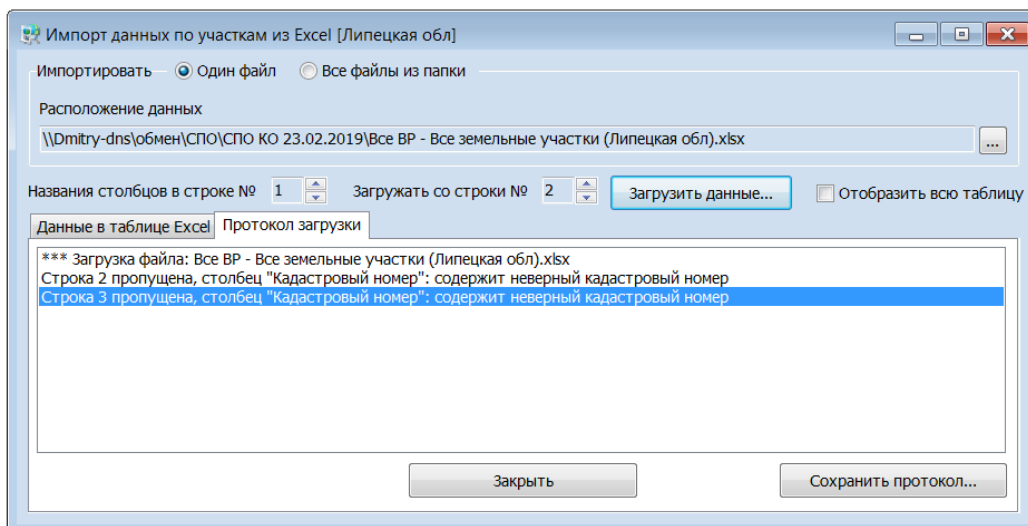 Импорт данных по участкам из Excel [Липецкая обл]
Импортировать Один файл Все файлы из папки
Расположение данных
\\Dmitry-dns\обмен\СПО\СПО КО 23.02.2019\Все ВР - Все земельные участки (Липецкая обл).xlsx ...
Названия столбцов в строке № 1 Загружать со строки № 2 Загрузить данные... Отобразить всю таблицу
Данные в таблице Excel Протокол загрузки
*** Загрузка файла: Все ВР - Все земельные участки (Липецкая обл).xlsx
Строка 2 пропущена, столбец "Кадастровый номер": содержит неверный кадастровый номер
Строка 3 пропущена, столбец "Кадастровый номер": содержит неверный кадастровый номер
Закрыть Сохранить протокол...